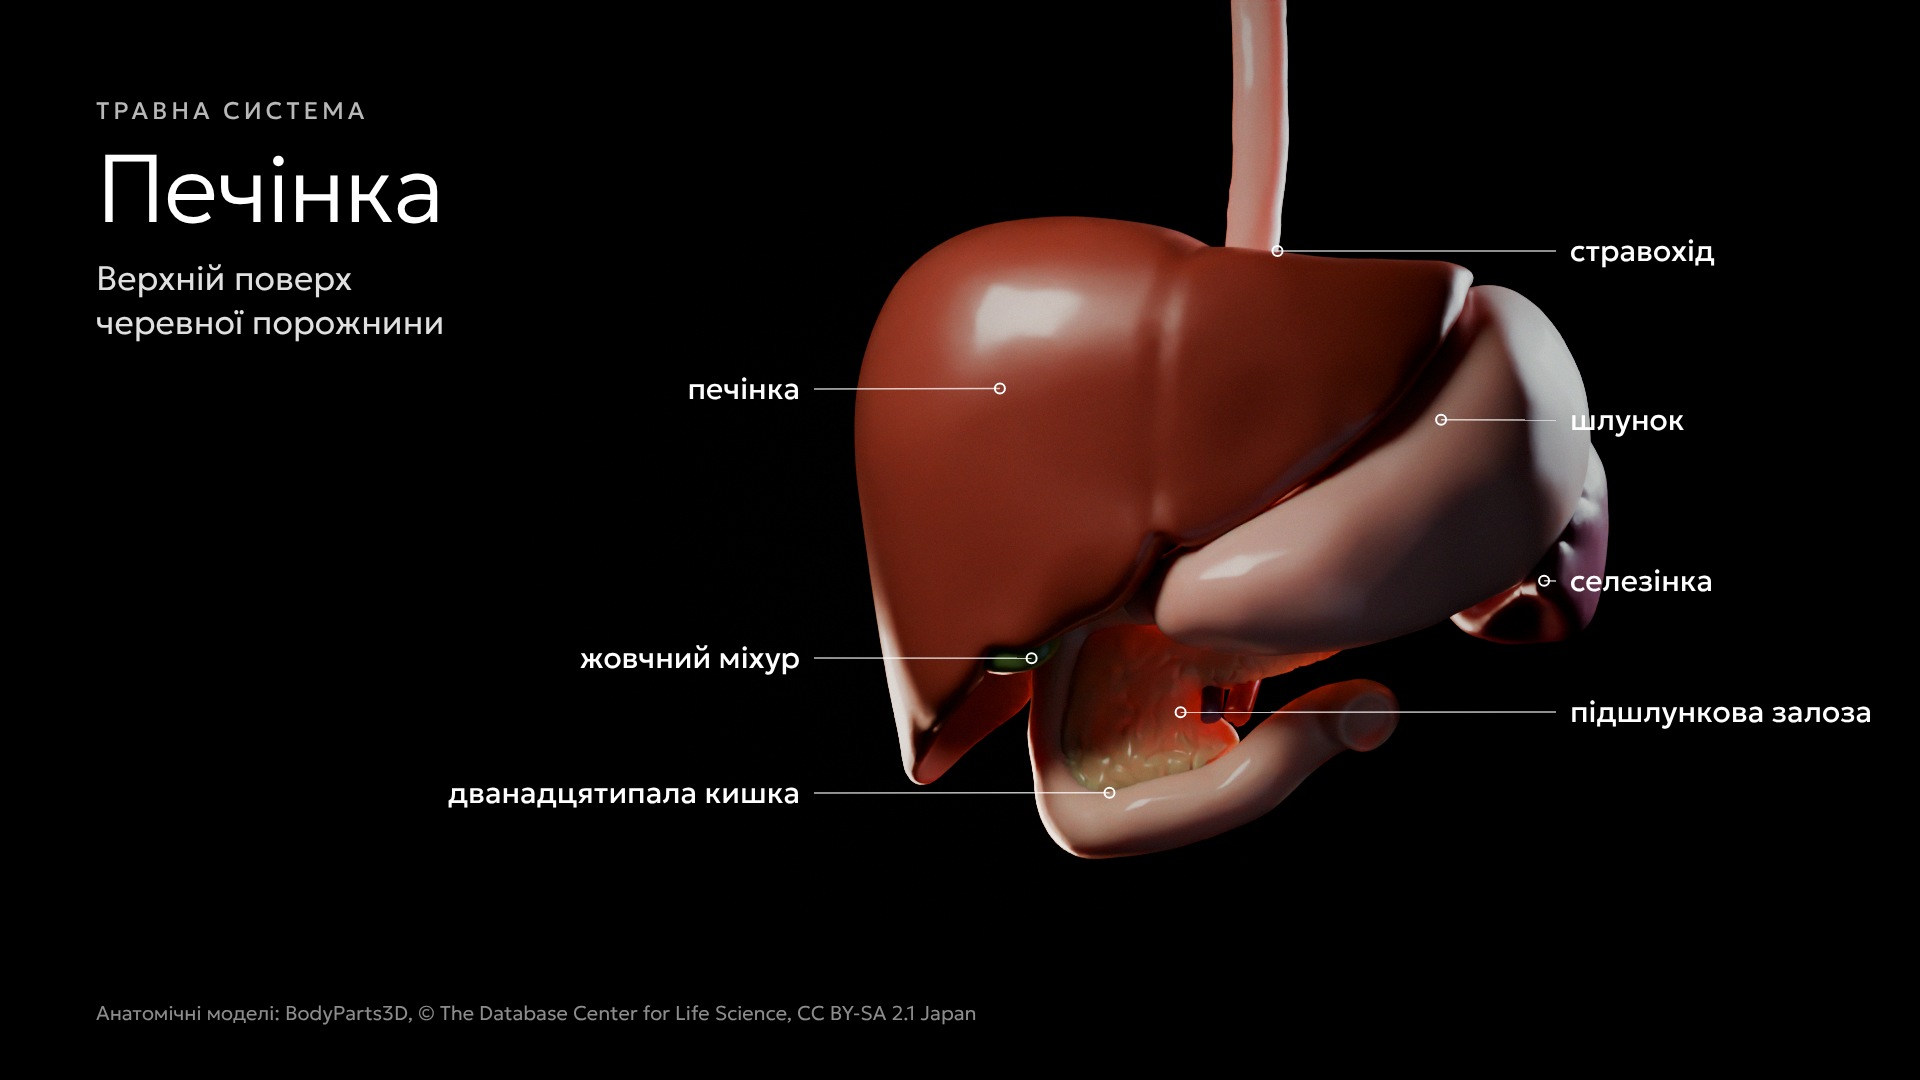 ТРАВНА СИСТЕМА
Печінка
Верхній поверх
черевної порожнини
стравохід
печінка
шлунок
селезінка
жовчний міхур
підшлункова залоза
дванадцятипала кишка
Анатомічні моделі: BodyParts3D, © The Database Center for Life Science, CC BY-SA 2.1 Japan